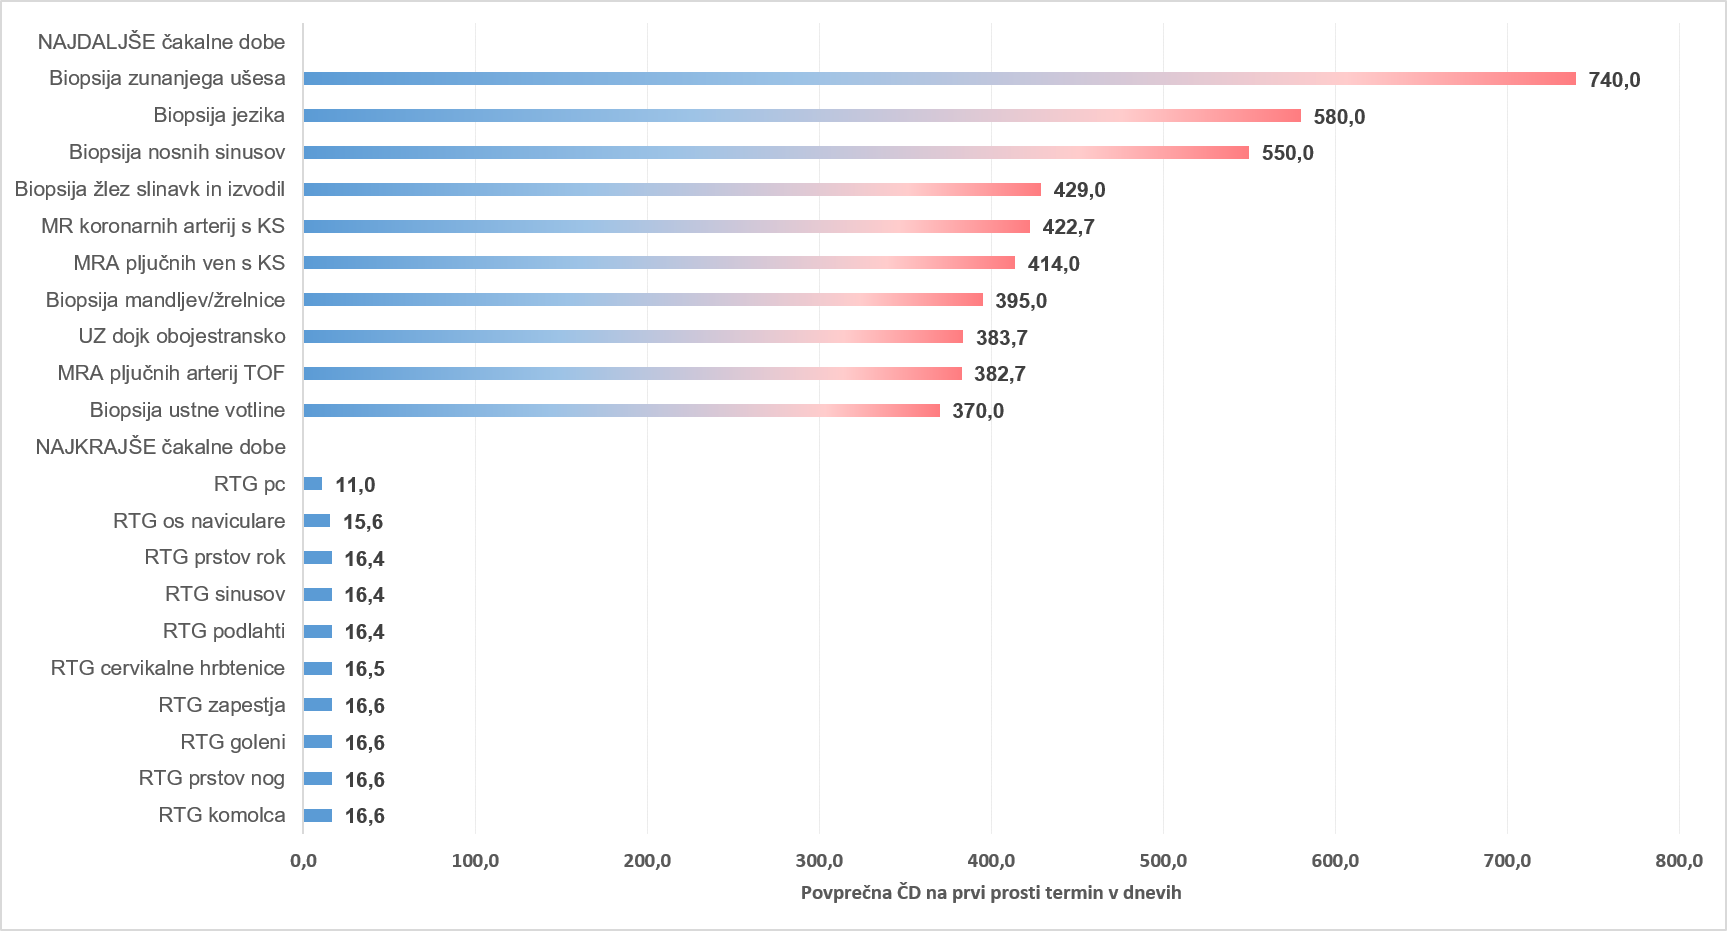 NAJDALJŠE čakalne dobe
Biopsija zunanjega ušesa 740,0
Biopsija jezika 580,0
Biopsija nosnih sinusov 550,0
Biopsija žlez slinavk in izvodil 429,0
MR koronarnih arterij s KS 422,7
MRA pljučnih ven s KS 414,0
Biopsija mandljev/žrelnice 395,0
UZ dojk obojestransko 383,7
MRA pljučnih arterij TOF 382,7
Biopsija ustne votline 370,0
NAJKRAJŠE čakalne dobe
RTG pc 11,0
RTG os naviculare 15,6
RTG prstov rok 16,4
RTG sinusov 16,4
RTG podlahti 16,4
RTG cervikalne hrbtenice 16,5
RTG zapestja 16,6
RTG goleni 16,6
RTG prstov nog 16,6
RTG komolca 16,6
0,0 100,0 200,0 300,0 400,0 500,0 600,0 700,0 800,0
Povprečna ČD na prvi prosti termin v dnevih